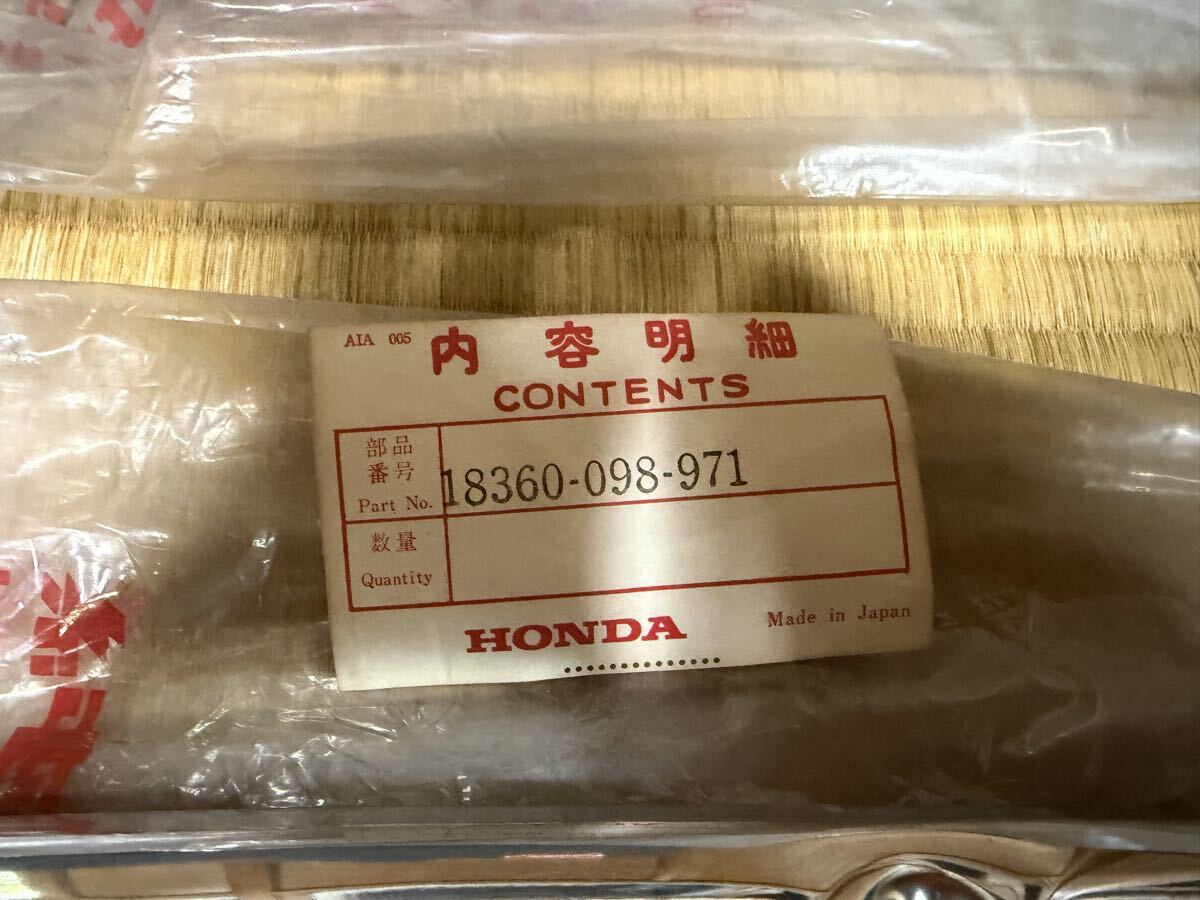 AIA 005
内容明細
CONTENTS
部品
番号
Part No.
18360-098-971
数量
Quantity
HONDA
Made in Japan